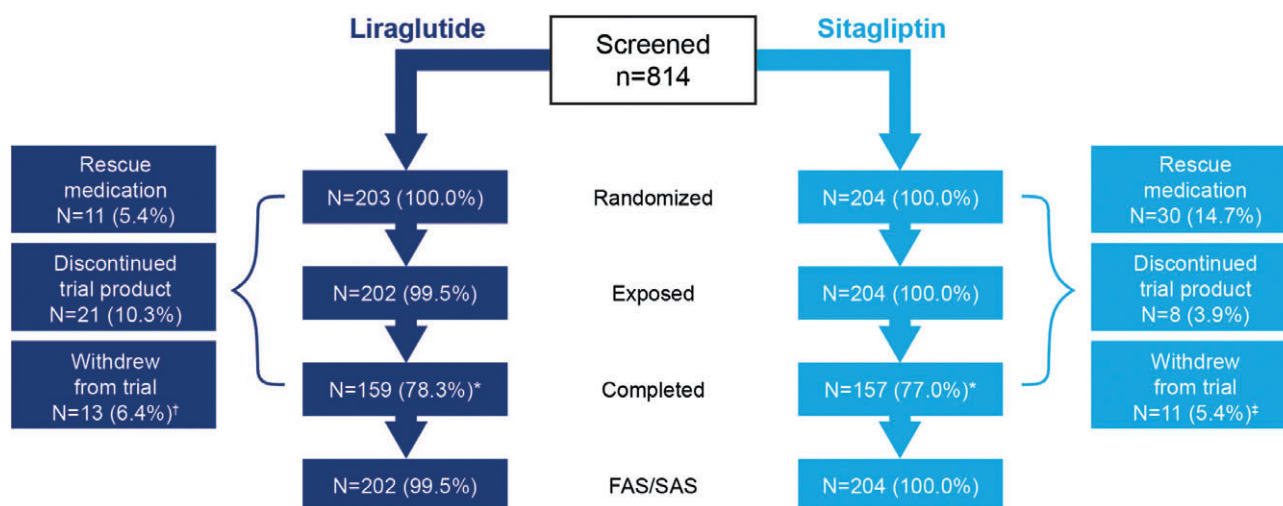 Liraglutide
Screened
n=814
Sitagliptin
Rescue
medication
N=11 (5.4%)
Discontinued
trial product
N=21 (10.3%)
Withdrew
from trial
N=13 (6.4%)†
N=203 (100.0%)
N=202 (99.5%)
N=159 (78.3%)*
N=202 (99.5%)
Randomized
Exposed
Completed
FAS/SAS
N=204 (100.0%)
N=204 (100.0%)
N=157 (77.0%)*
N=204 (100.0%)
Rescue
medication
N=30 (14.7%)
Discontinued
trial product
N=8 (3.9%)
Withdrew
from trial
N=11 (5.4%)‡